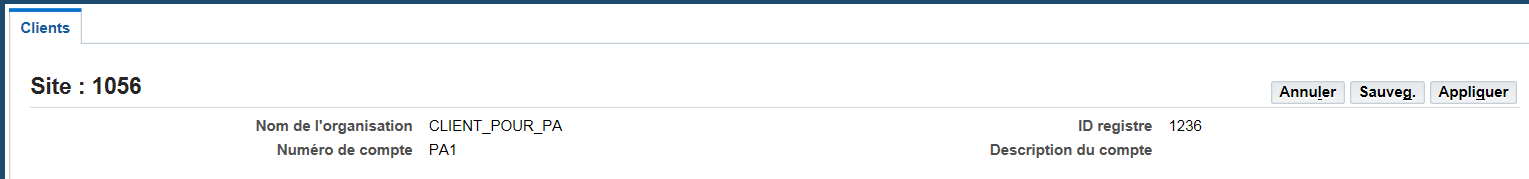 Clients
Site : 1056
Annuler Sauveg. Appliquer
Nom de l'organisation CLIENT_POUR_PA ID registre 1236
Numéro de compte PA1 Description du compte